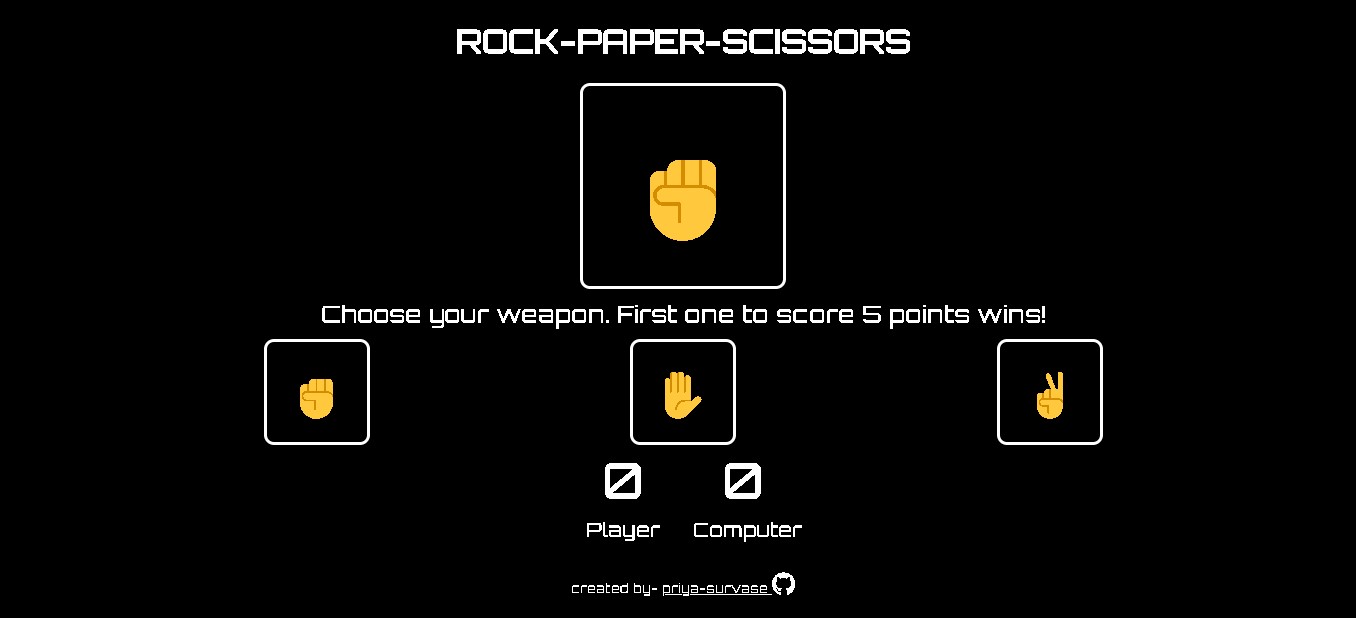 ROCK-PAPER-SCISSORS
Choose your weapon. First one to score 5 points wins!
0 0
Player Computer
created by- priya-survase